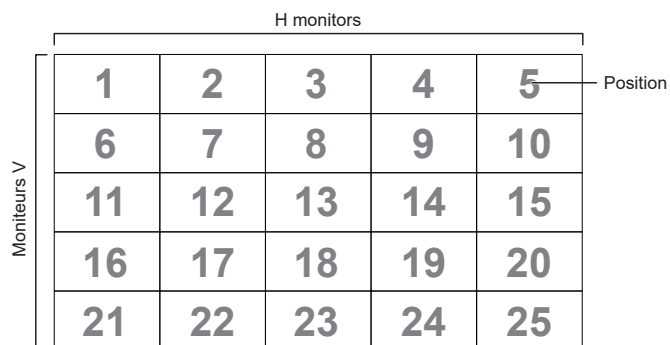 H monitors
1 2 3 4 5 Position
6 7 8 9 10
Moniteurs V
11 12 13 14 15
16 17 18 19 20
21 22 23 24 25